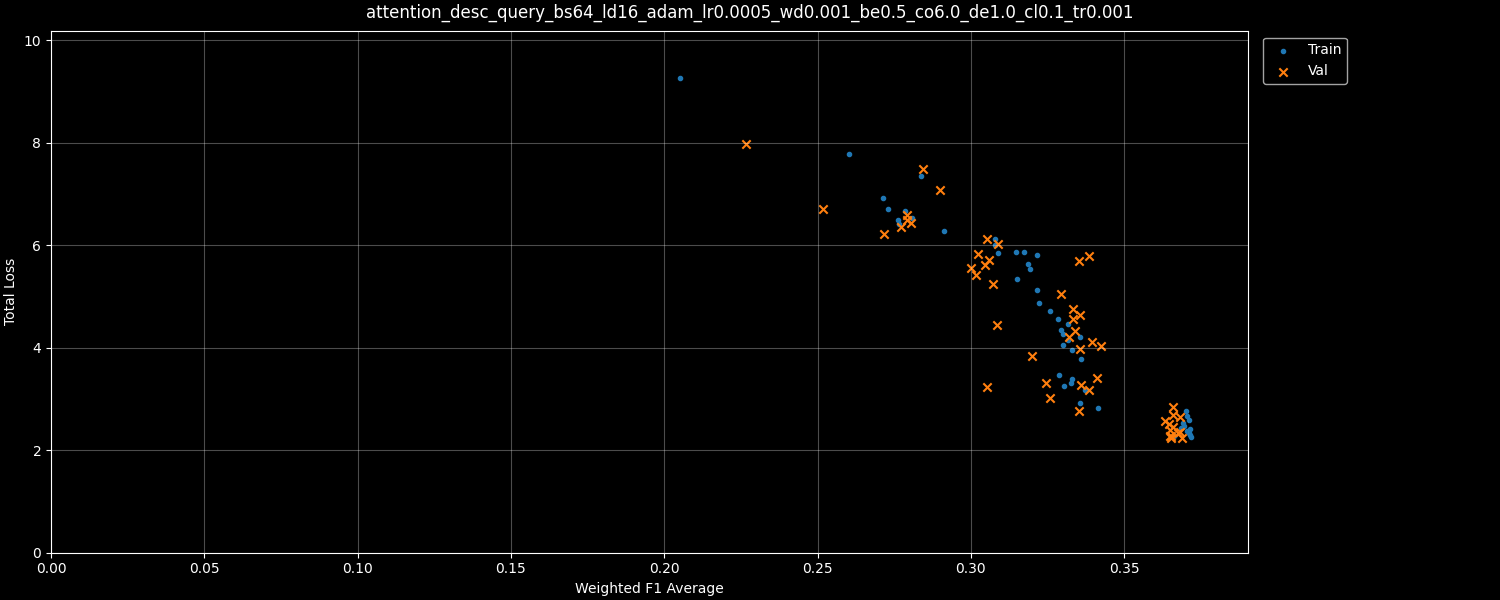 attention_desc_query_bs64_ld16_adam_lr0.0005_wd0.001_be0.5_co6.0_de1.0_cl0.1_tr0.001
Train
Val
10
8
6
4
2
0
Total Loss
0.00 0.05 0.10 0.15 0.20 0.25 0.30 0.35
Weighted F1 Average